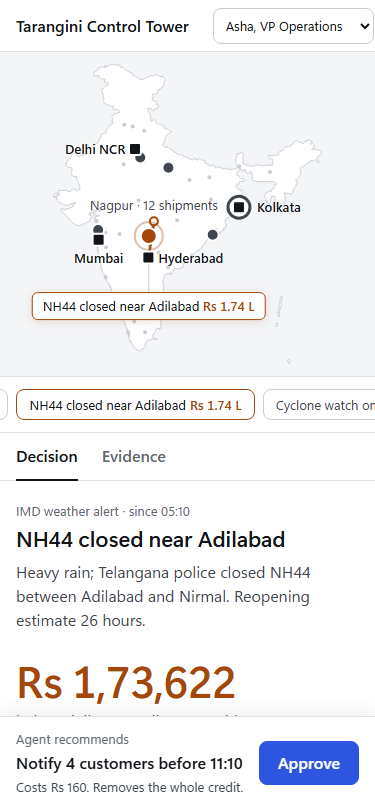 Tarangini Control Tower
Asha, VP Operations
Delhi NCR
Nagpur · 12 shipments
Kolkata
Mumbai
Hyderabad
NH44 closed near Adilabad Rs 1.74 L
NH44 closed near Adilabad Rs 1.74 L
Cyclone watch on
Decision
Evidence
IMD weather alert · since 05:10
NH44 closed near Adilabad
Heavy rain; Telangana police closed NH44
between Adilabad and Nirmal. Reopening
estimate 26 hours.
Rs 1,73,622
Agent recommends
Notify 4 customers before 11:10
Costs Rs 160. Removes the whole credit.
Approve